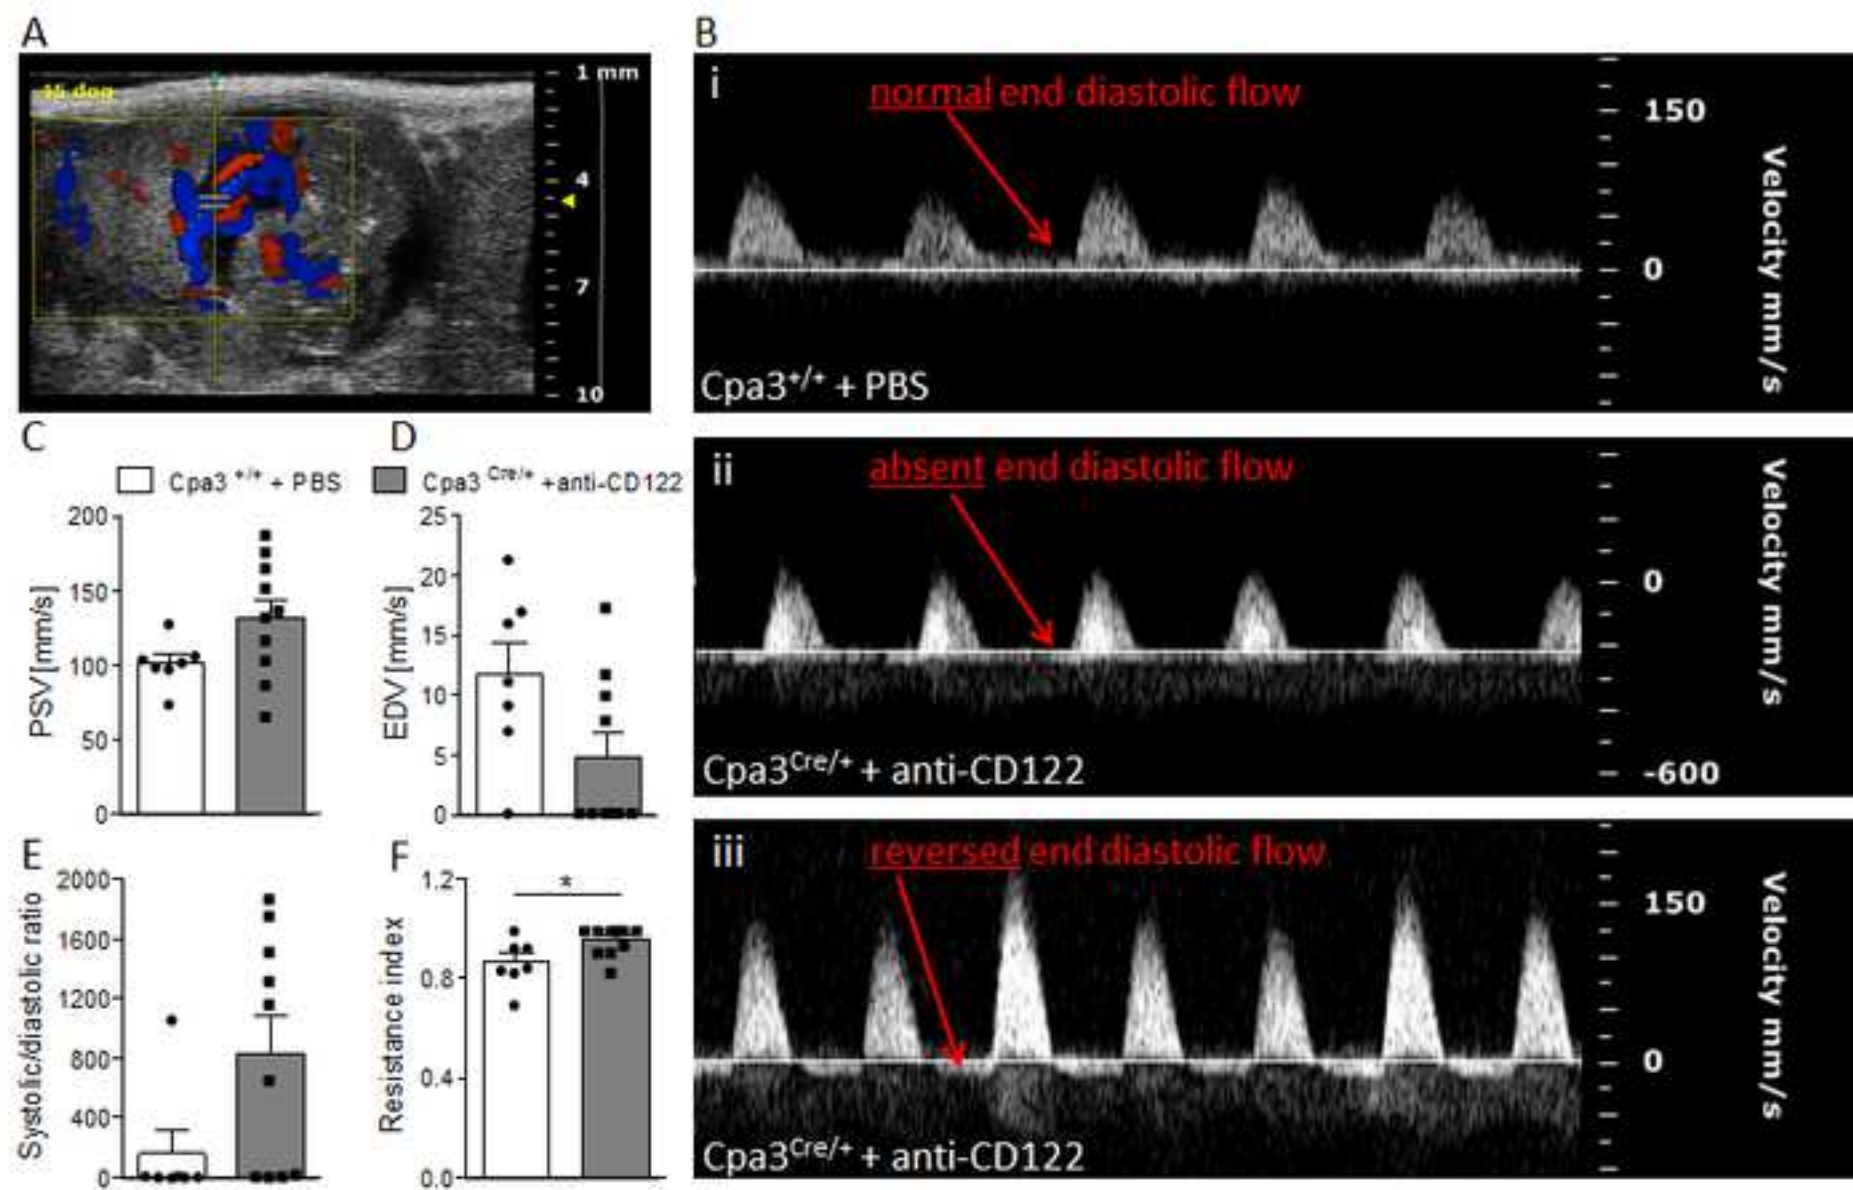 A
15 deg
1 mm
4
7
10
B
i
normal end diastolic flow
150
0
Velocity mm/s
Cpa3+/+ + PBS
ii
absent end diastolic flow
0
-600
Velocity mm/s
Cpa3Cre/+ + anti-CD122
iii
reversed end diastolic flow
150
0
Velocity mm/s
Cpa3Cre/+ + anti-CD122
C
D
Cpa3 +/+ + PBS
Cpa3 Cre/+ +anti-CD122
PSV [mm/s]
200
150
100
50
0
EDV [mm/s]
25
20
15
10
5
0
E
Systolic/diastolic ratio
2000
1600
1200
800
400
0
F
Resistance index
1.2
0.8
0.4
0.0
*